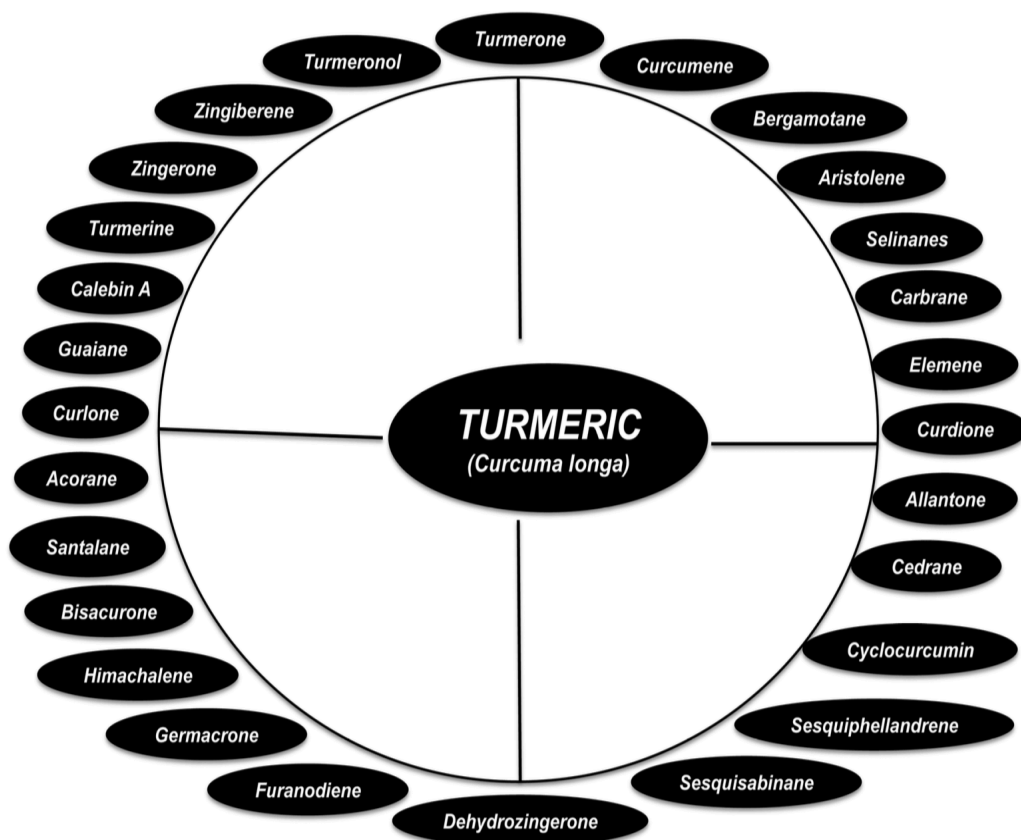 Turmerone
Curcumene
Bergamotane
Aristolene
Selinanes
Carbrane
Elemene
Curdione
Allantone
Cedrane
Cyclocurcumin
Sesquiphellandrene
Sesquisabinane
Dehydrozingerone
Furanodiene
Germacrone
Himachalene
Bisacurone
Santalane
Acorane
Curlone
Guaiane
Calebin A
Turmerine
Zingerone
Zingiberene
Turmeronol
TURMERIC
(Curcuma longa)